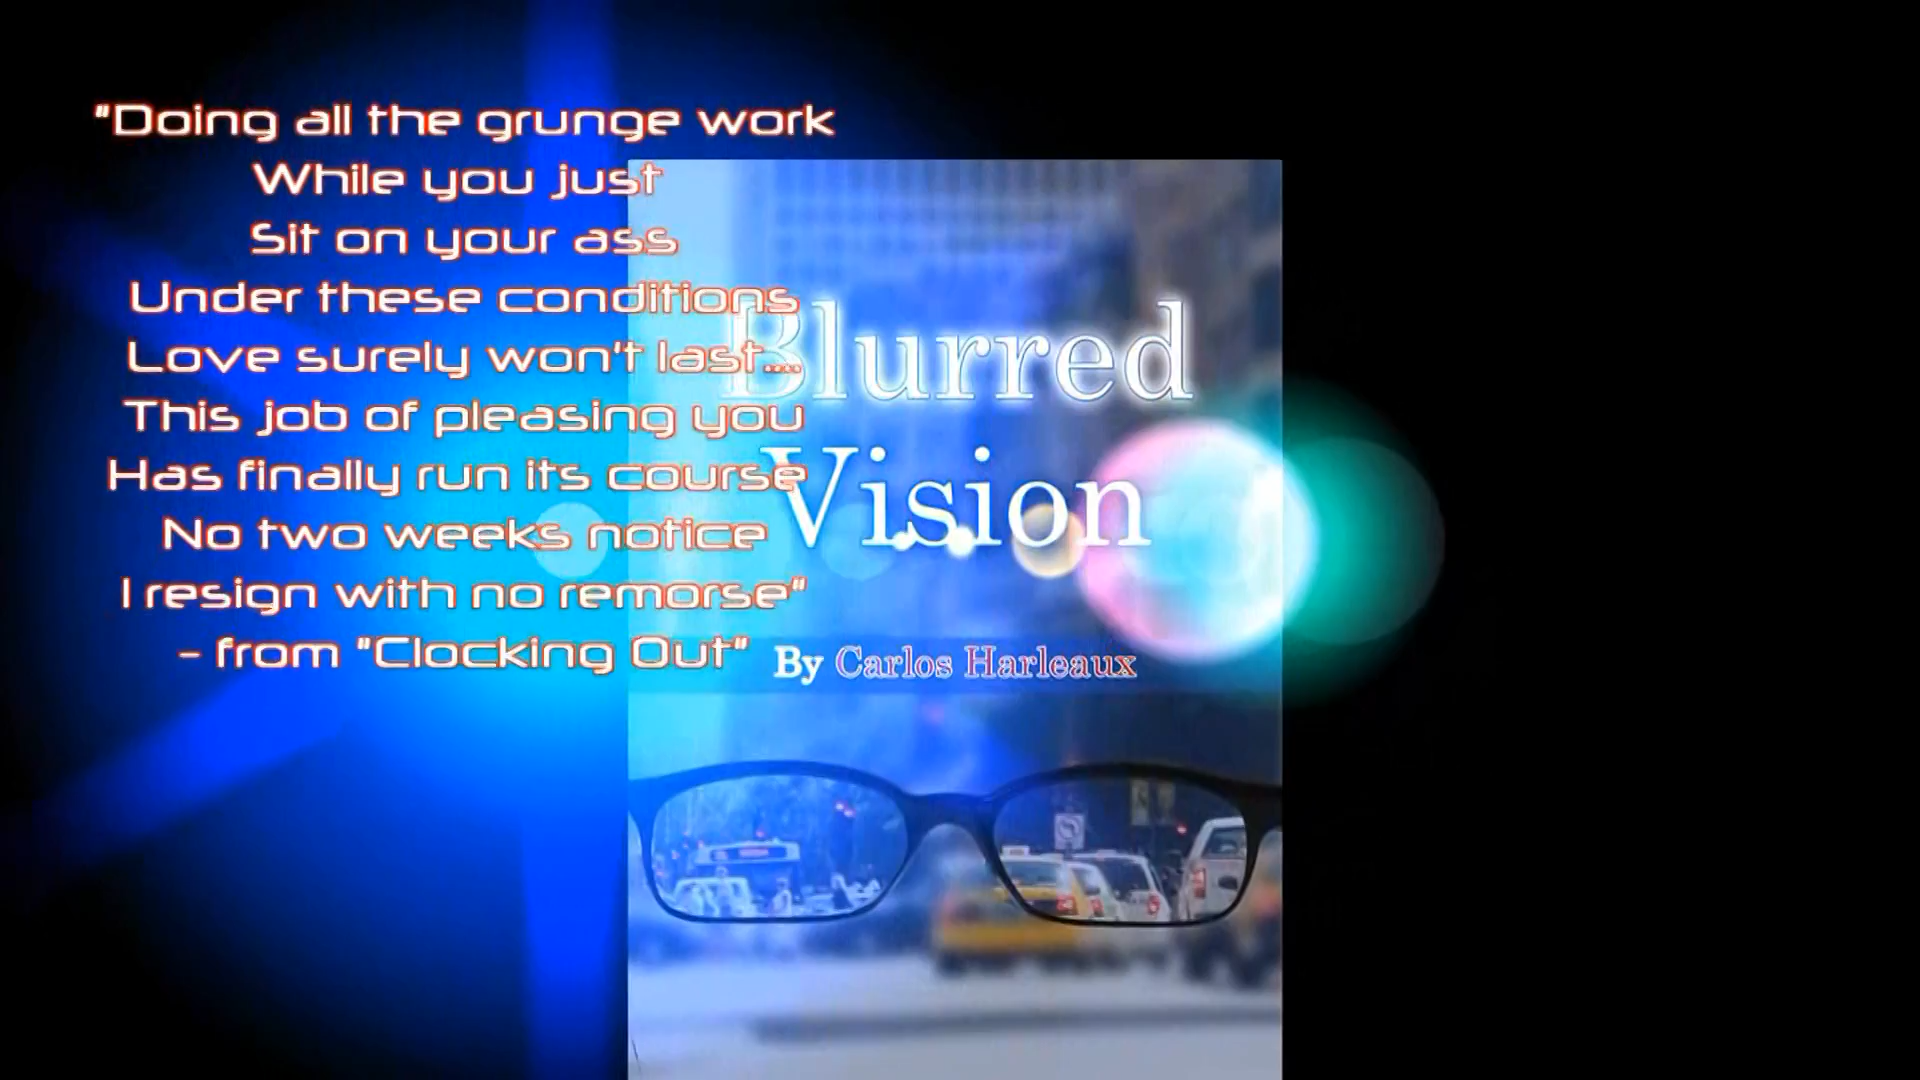 "Doing all the grunge work
While you just
Sit on your ass
Under these conditions
Love surely won't last....
This job of pleasing you
Has finally run its course
No two weeks notice
I resign with no remorse"
- from "Clocking Out"
Blurred
Vision
By Carlos Harleaux